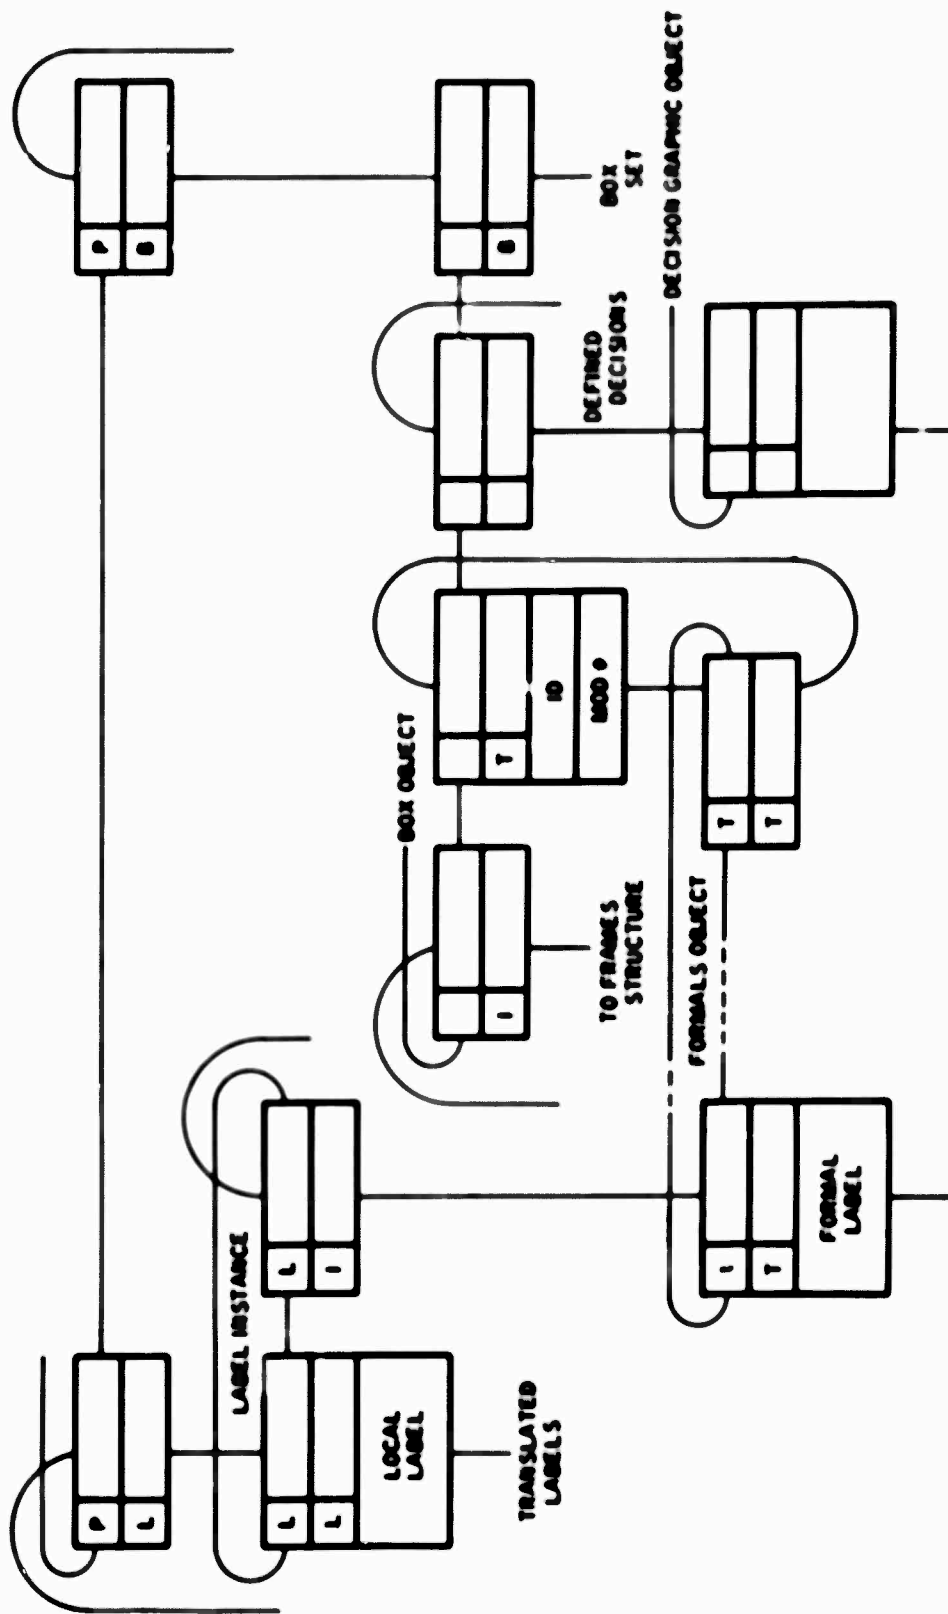 P P
L B
LABEL INSTANCE
L L
L I
LOCAL
LABEL
BOX OBJECT
I T B
ID
MOD #
TRANSLATED
LABELS
TO FRAMES
STRUCTURE
DEFINED
DECISIONS
BOX
SET
DECISION GRAPHIC OBJECT
FORMALS OBJECT
I T
T T
FORMAL
LABEL